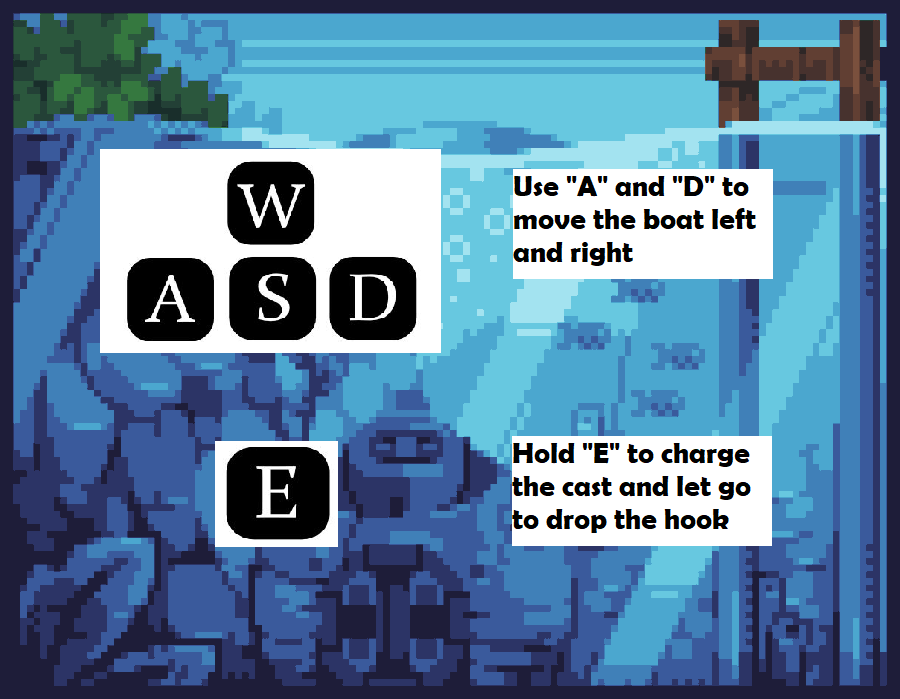 W
A S D
Use "A" and "D" to
move the boat left
and right
E
Hold "E" to charge
the cast and let go
to drop the hook